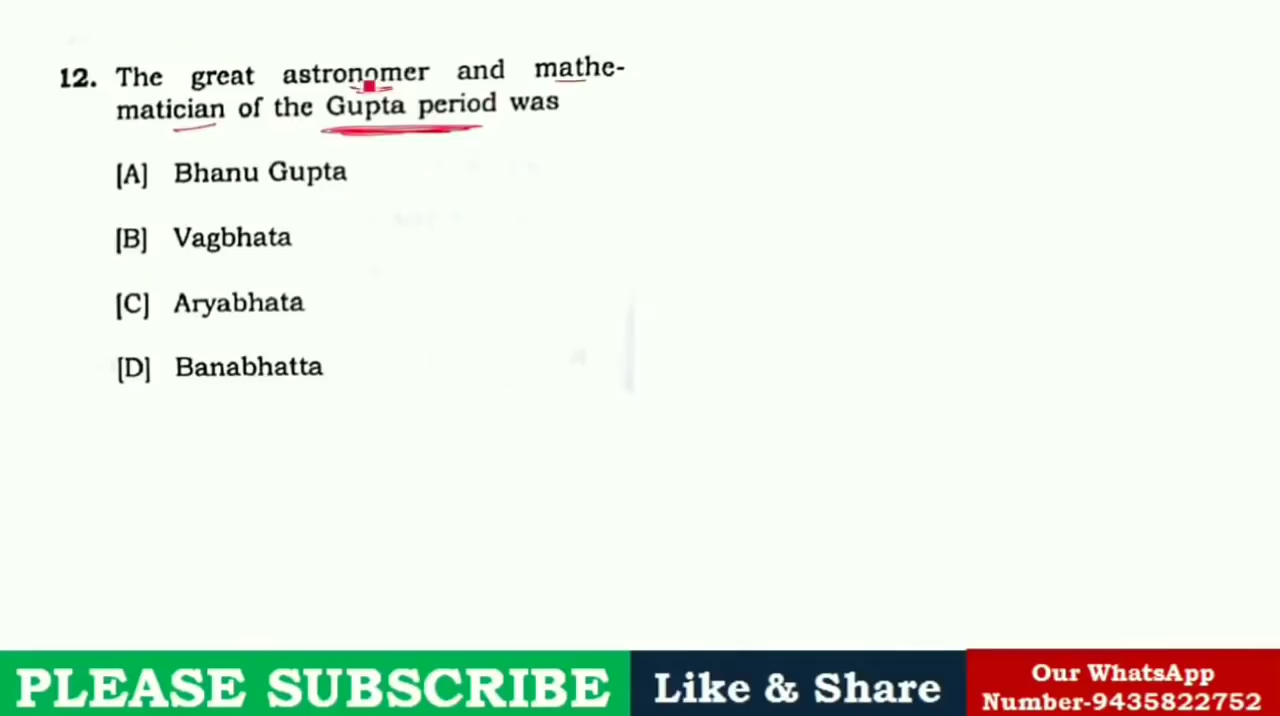 12. The great astronomer and mathe-
matician of the Gupta period was
[A] Bhanu Gupta
[B] Vagbhata
[C] Aryabhata
[D] Banabhatta
PLEASE SUBSCRIBE
Like & Share
Our WhatsApp
Number-9435822752